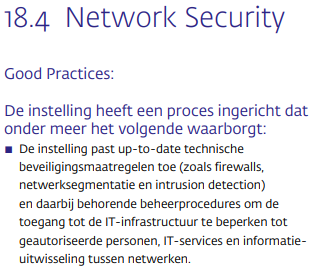 18.4 Network Security
Good Practices:
De instelling heeft een proces ingericht dat
onder meer het volgende waarborgt:
■ De instelling past up-to-date technische
beveiligingsmaatregelen toe (zoals firewalls,
netwerksegmentatie en intrusion detection)
en daarbij behorende beheerprocedures om de
toegang tot de IT-infrastructuur te beperken tot
geautoriseerde personen, IT-services en informatie-
uitwisseling tussen netwerken.